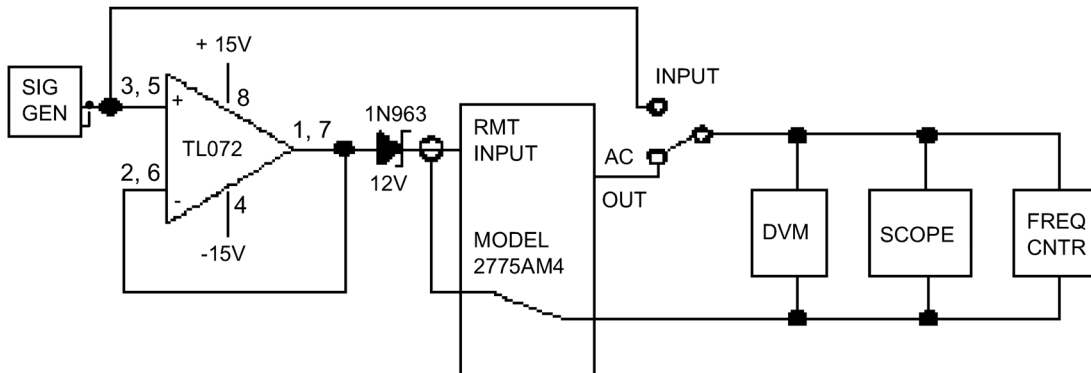 + 15V
SIG
GEN
3, 5
+
8
TL072
1, 7
2, 6
-
4
-15V
1N963
12V
RMT
INPUT
MODEL
2775AM4
INPUT
AC
OUT
DVM
SCOPE
FREQ
CNTR